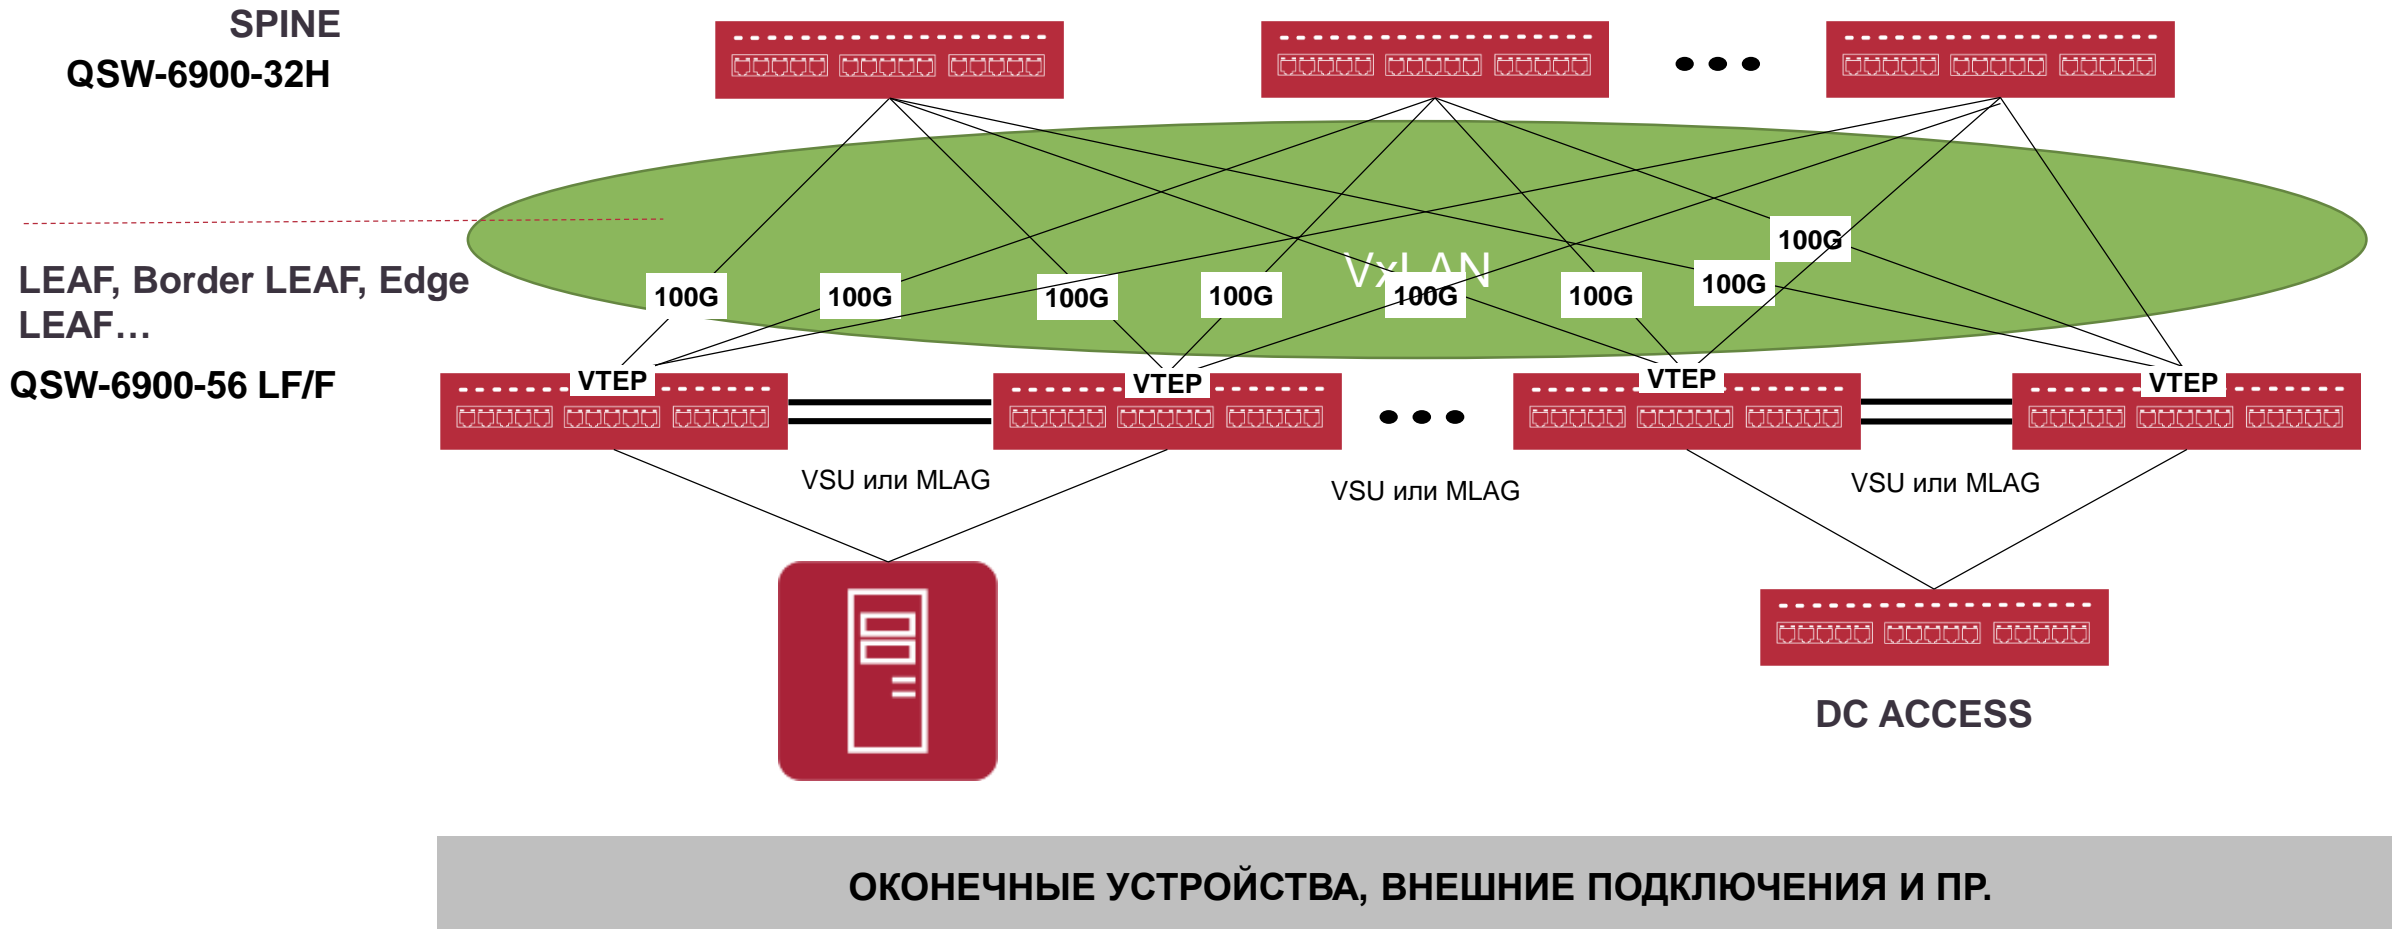 SPINE
QSW-6900-32H
VxLAN
100G
100G
100G
100G
100G
100G
100G
100G
LEAF, Border LEAF, Edge
LEAF...
QSW-6900-56 LF/F
VTEP
VTEP
VTEP
VTEP
VSU или MLAG
VSU или MLAG
VSU или MLAG
DC ACCESS
ОКОНЕЧНЫЕ УСТРОЙСТВА, ВНЕШНИЕ ПОДКЛЮЧЕНИЯ И ПР.